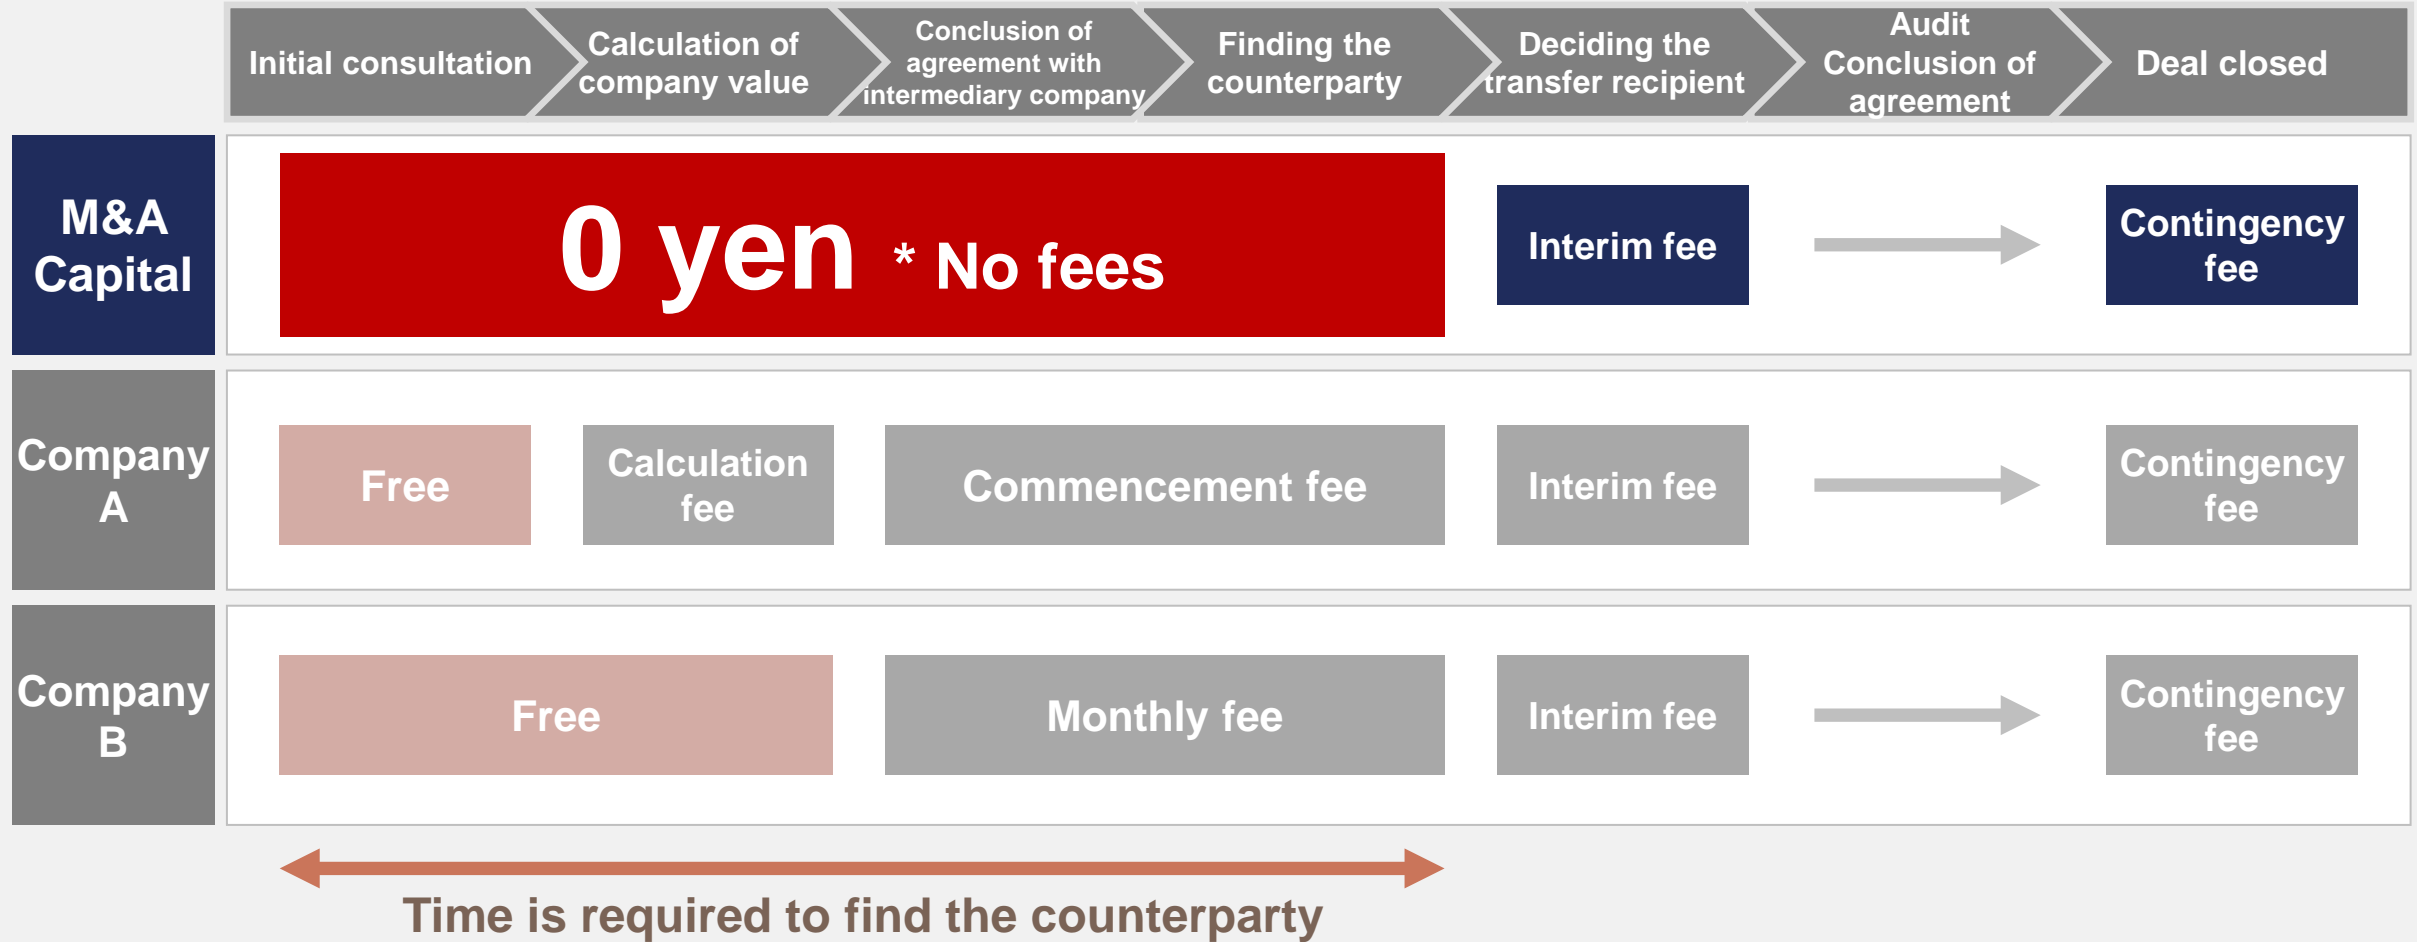 Initial consultation
Calculation of
company value
Conclusion of
agreement with
intermediary company
Finding the
counterparty
Deciding the
transfer recipient
Audit
Conclusion of
agreement
Deal closed
M&A
Capital
0 yen * No fees
Interim fee
Contingency
fee
Company
A
Free
Calculation
fee
Commencement fee
Interim fee
Contingency
fee
Company
B
Free
Monthly fee
Interim fee
Contingency
fee
Time is required to find the counterparty